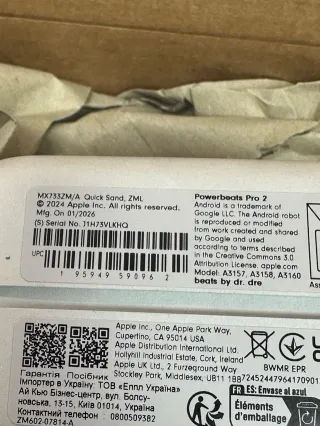 MX733ZM/A Quick Sand, ZML
© 2024 Apple Inc. All rights reserved.
Mfg. On 01/2026
(S) Serial No. J1H73VLKHQ
UPC
1 95949 59096 2
Powerbeats Pro 2
Android is a trademark of
Google LLC. The Android robot
is reproduced or modified
from work created and shared
by Google and used
according to terms described
in the Creative Commons 3.0
Attribution License. apple.com
Model: A3157, A3158, A3160
beats by dr. dre
Гарантія Посібник
Імпортер в Україну: ТОВ «Еппл Україна»
Ай Кью Бізнес-центр, вул. Болсу-
новська, 13-15, Київ 01014, Україна
Контактний телефон : 0800509382
ZM602-07814-A
Apple Inc., One Apple Park Way,
Cupertino, CA 95014 USA
Apple Distribution International Ltd.
Hollyhill Industrial Estate, Cork, Ireland
Apple, UK: 2 Furzeground Way
Stockley, Middlesex, UB11 1BB
8WMR EPR
FR ES: Envase el azul
Éléments
d'emballage